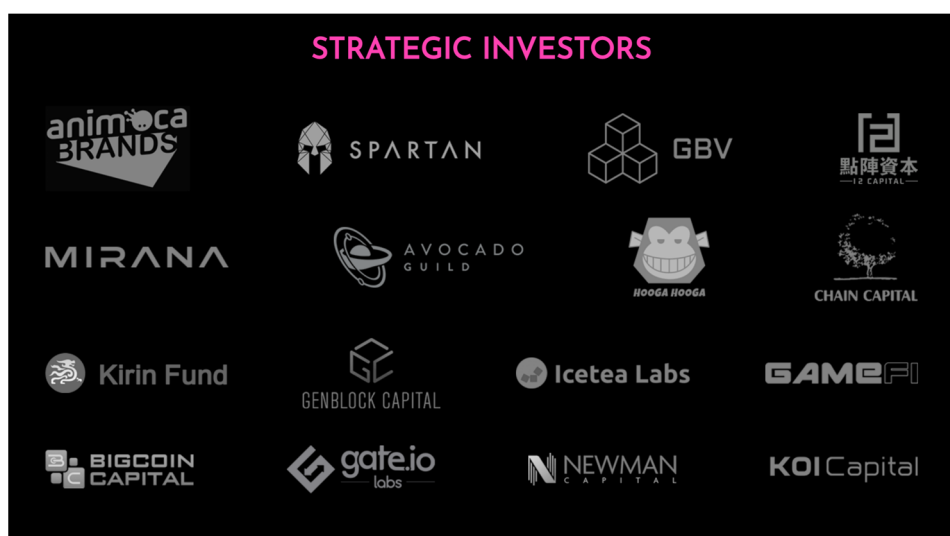 STRATEGIC INVESTORS
animoca
BRANDS
SPARTAN
GBV
點陣資本
12 CAPITAL
MIRANA
AVOCADO
GUILD
HOOGA HOOGA
CHAIN CAPITAL
Kirin Fund
GC
GENBLOCK CAPITAL
Icetea Labs
GAMEFI
B
C
BIGCOIN
CAPITAL
gate.io
labs
N
NEWMAN
CAPITAL
KOI Capital